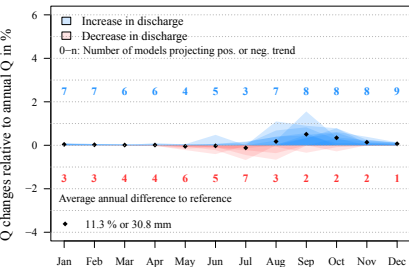 Q changes relative to annual Q in %
6
4
2
0
−2
−4
Increase in discharge
Decrease in discharge
0−n: Number of models projecting pos. or neg. trend
7 7 6 6 4 5 3 7 8 8 8 9
3 3 4 4 6 5 7 3 2 2 2 1
Average annual difference to reference
11.3 % or 30.8 mm
Jan Feb Mar Apr May Jun Jul Aug Sep Oct Nov Dec